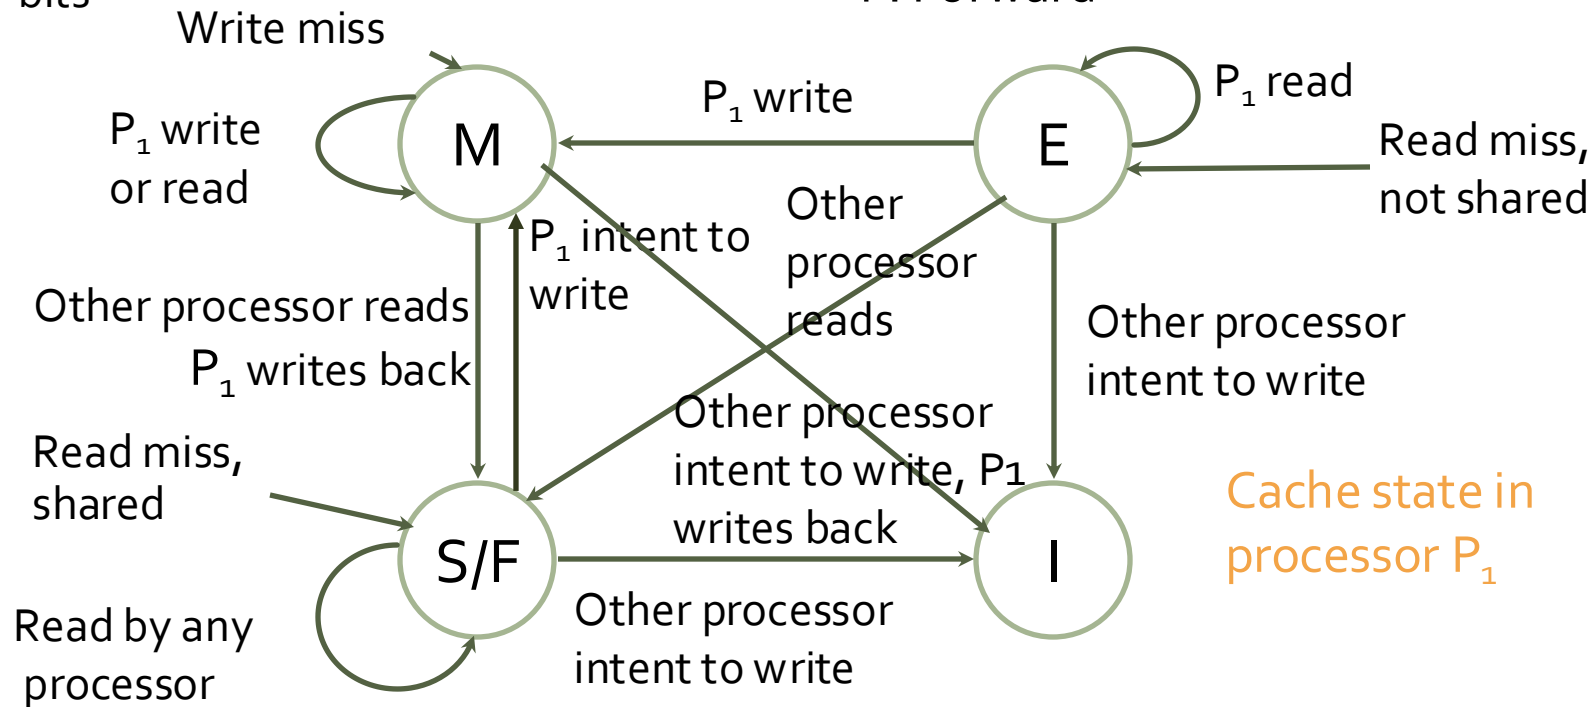 bits
Write miss
P₁ write
or read
M
P₁ write
E
P₁ read
Read miss,
not shared
P₁ intent to
write
Other
processor
reads
Other processor reads
P₁ writes back
Other processor
intent to write
Other processor
intent to write, P1
writes back
Read miss,
shared
S/F
I
Cache state in
processor P₁
Read by any
processor
Other processor
intent to write